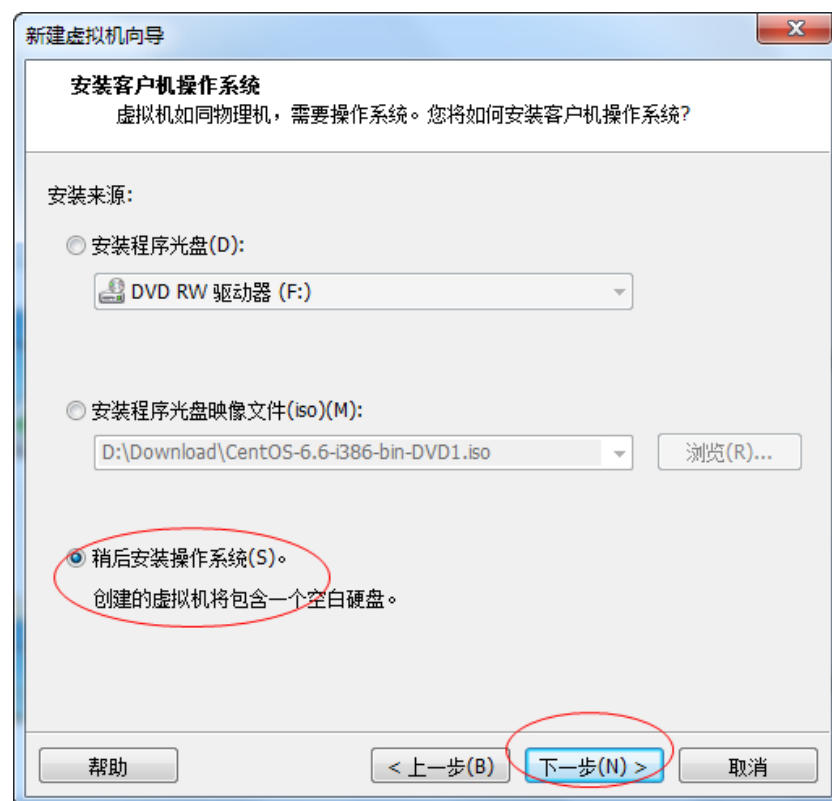 新建虚拟机向导
安装客户机操作系统
虚拟机如同物理机，需要操作系统。您将如何安装客户机操作系统?
安装来源:
安装程序光盘(D):
DVD RW 驱动器 (F:)
安装程序光盘映像文件(iso)(M):
D:\Download\CentOS-6.6-i386-bin-DVD1.iso
浏览(R)...
稍后安装操作系统(S)。
创建的虚拟机将包含一个空白硬盘。
帮助
< 上一步(B)
下一步(N) >
取消